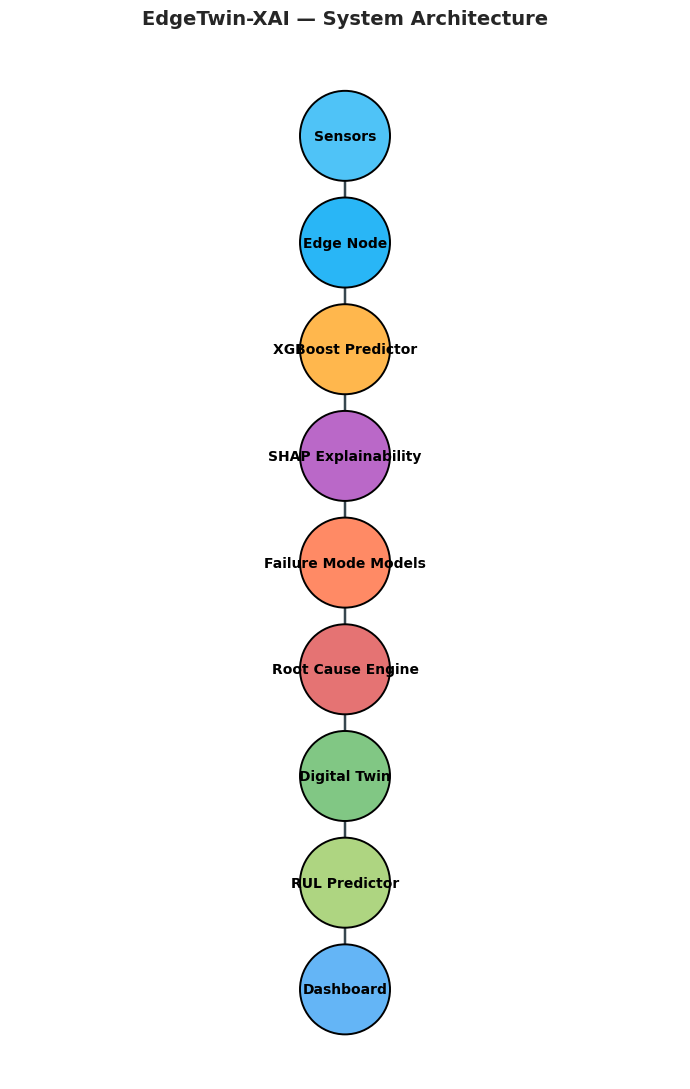 EdgeTwin-XAI — System Architecture
Sensors
Edge Node
XGBoost Predictor
SHAP Explainability
Failure Mode Models
Root Cause Engine
Digital Twin
RUL Predictor
Dashboard